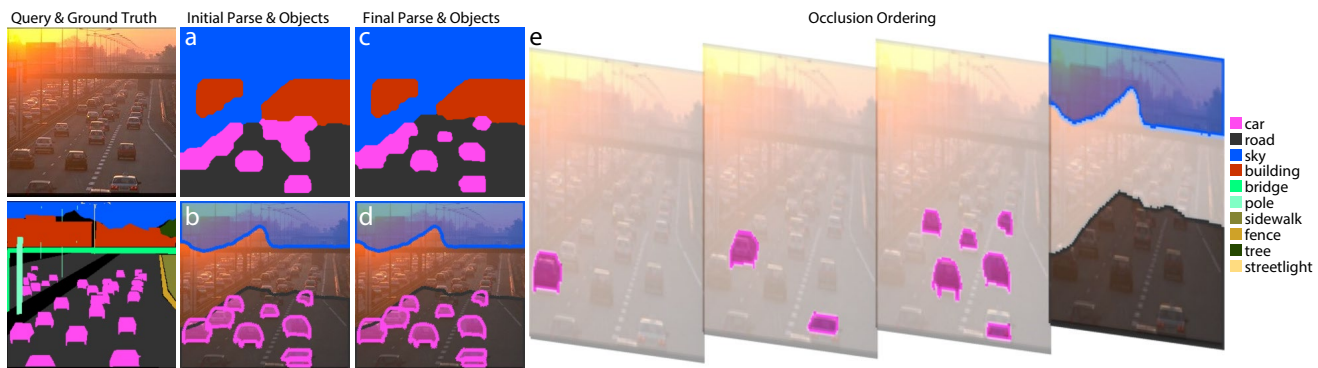 Query & Ground Truth
Initial Parse & Objects
Final Parse & Objects
Occlusion Ordering
a
c
e
b
d
car
road
sky
building
bridge
pole
sidewalk
fence
tree
streetlight